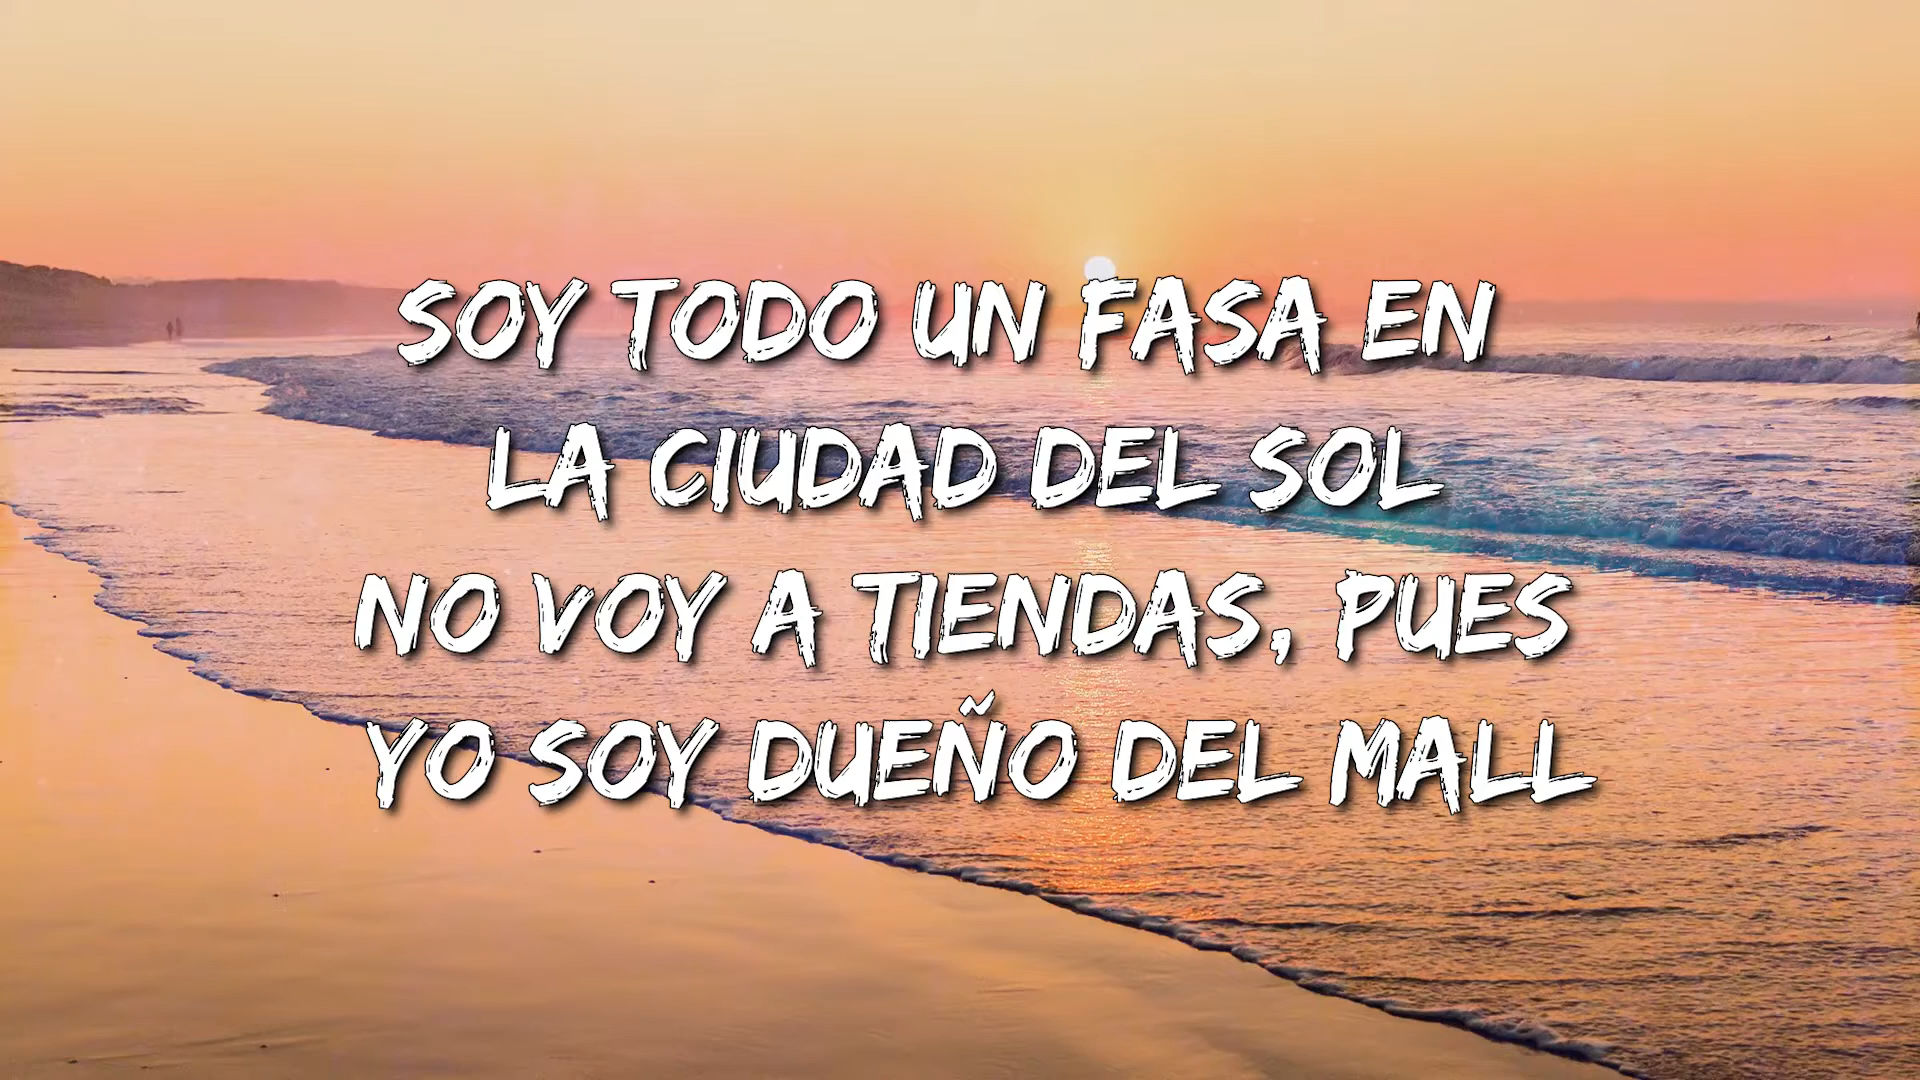 SOY TODO UN FASA EN
LA CIUDAD DEL SOL
NO VOY A TIENDAS, PUES
YO SOY DUEÑO DEL MALL